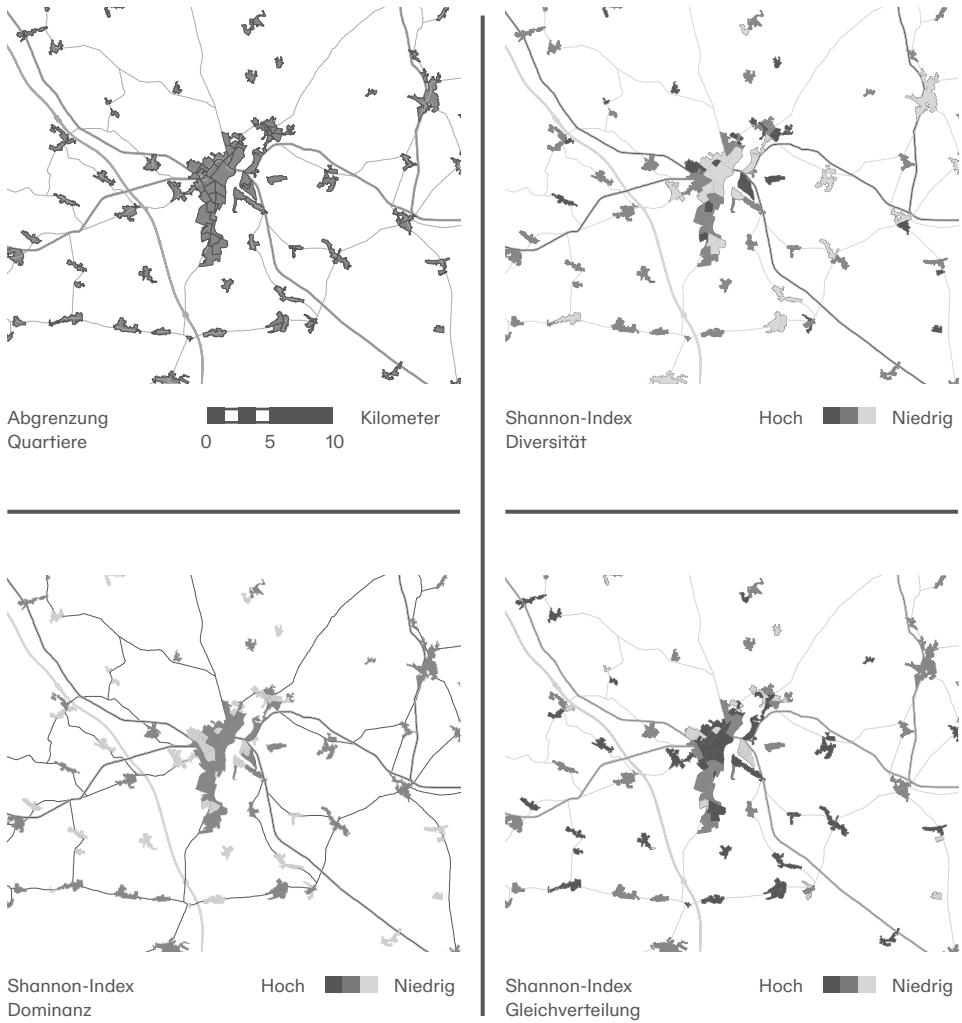 Abgrenzung
Quartiere
Kilometer
0 5 10
Shannon-Index
Diversität
Hoch Niedrig
Shannon-Index
Dominanz
Hoch Niedrig
Shannon-Index
Gleichverteilung
Hoch Niedrig